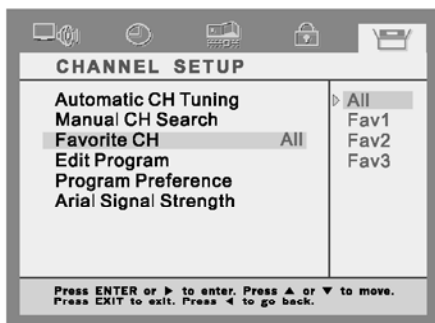 CHANNEL SETUP
Automatic CH Tuning
Manual CH Search
Favorite CH All
Edit Program
Program Preference
Arial Signal Strength
▷ All
Fav1
Fav2
Fav3
Press ENTER or ▶ to enter. Press ▲ or ▼ to move.
Press EXIT to exit. Press ◀ to go back.